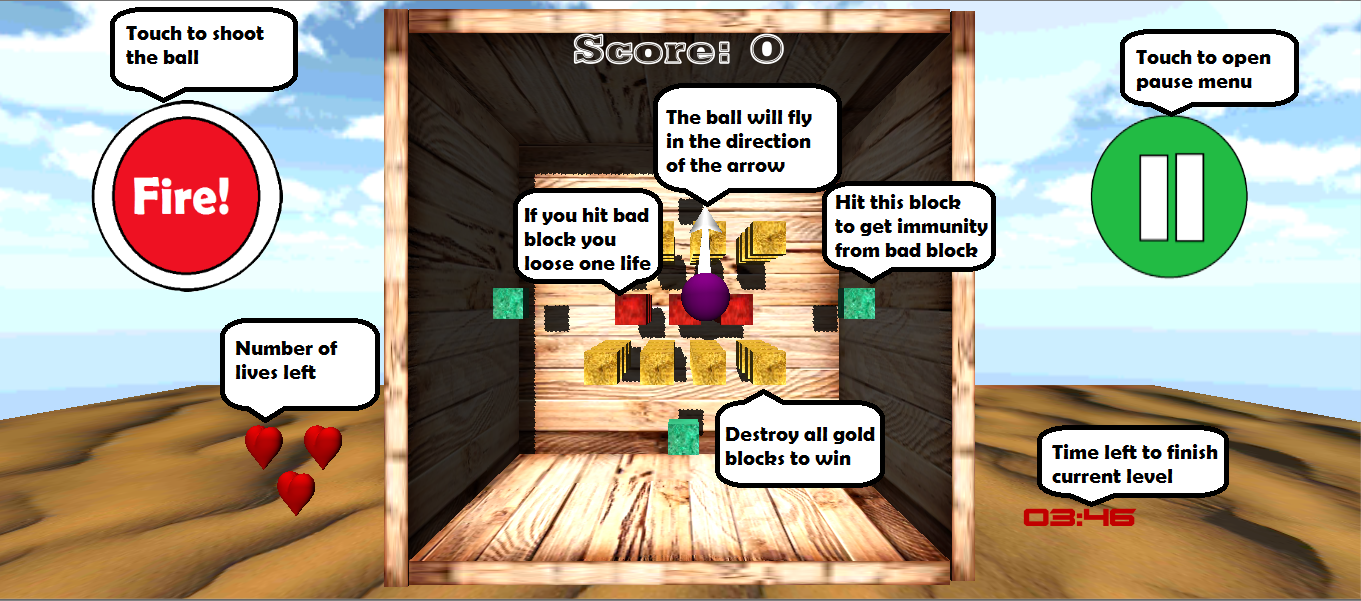 Touch to shoot
the ball
Fire!
Number of
lives left
Score: 0
The ball will fly
in the direction
of the arrow
If you hit bad
block you
loose one life
Hit this block
to get immunity
from bad block
Destroy all gold
blocks to win
Touch to open
pause menu
Time left to finish
current level
03:46